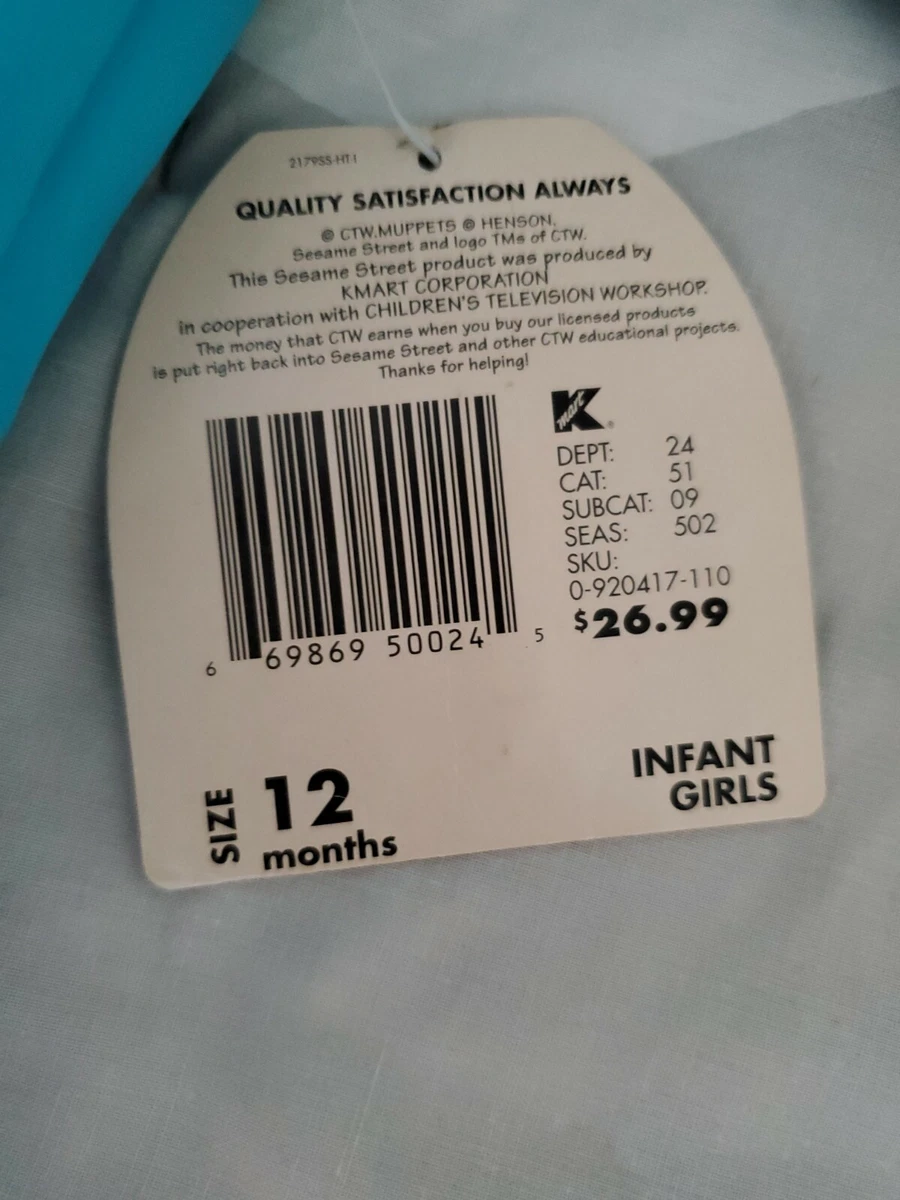 2179SS-HT1
QUALITY SATISFACTION ALWAYS
© CTW.MUPPETS © HENSON.
Sesame Street and logo TMs of CTW.
This Sesame Street product was produced by
KMART CORPORATION
in cooperation with CHILDREN'S TELEVISION WORKSHOP.
The money that CTW earns when you buy our licensed products
is put right back into Sesame Street and other CTW educational projects.
Thanks for helping!
K mart ®
DEPT: 24
CAT: 51
SUBCAT: 09
SEAS: 502
SKU:
0-920417-110
$26.99
6 69869 50024 5
SIZE 12 months
INFANT
GIRLS